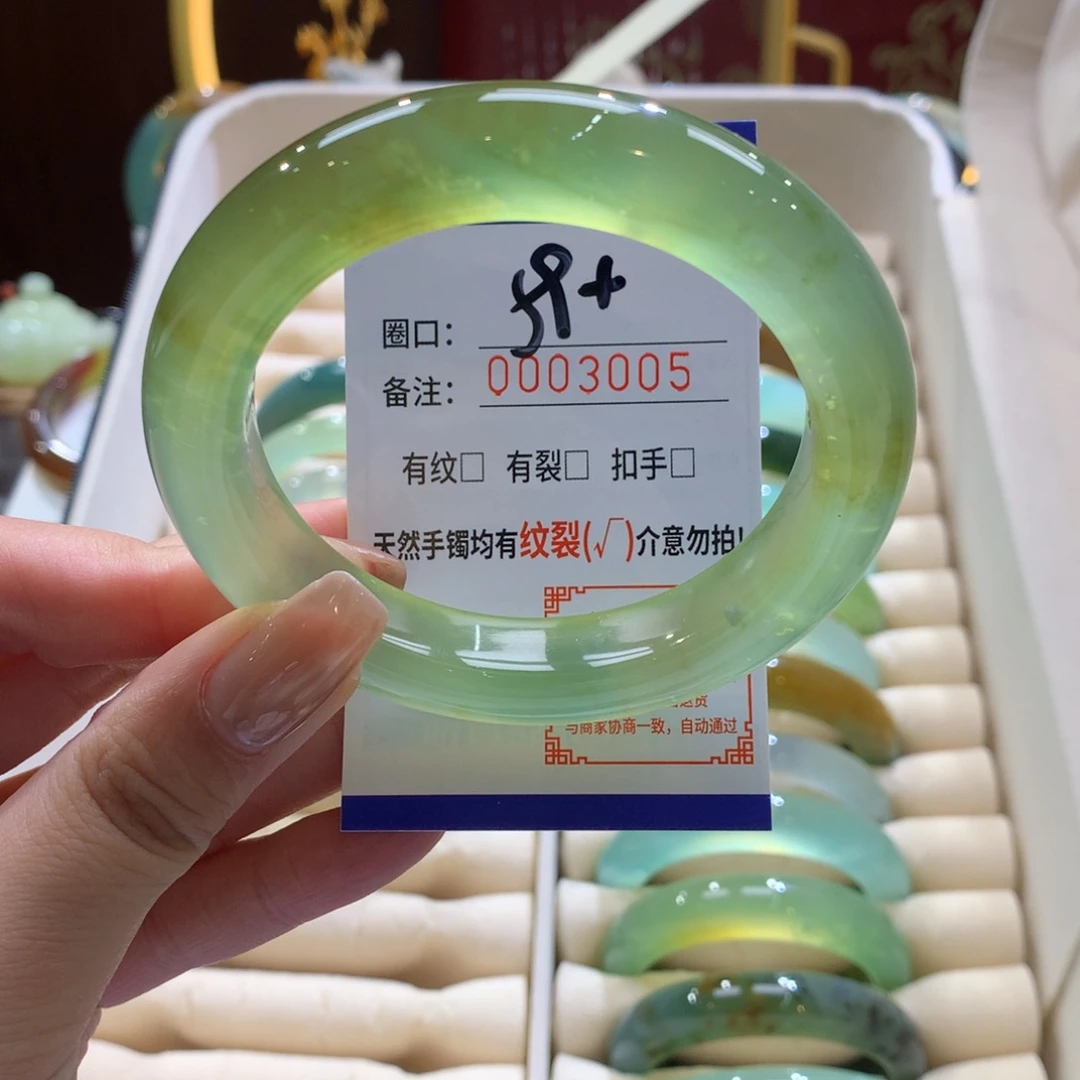 圈口: 59+
备注: 0003005
有纹□ 有裂□ 扣手□
天然手镯均有纹裂(√)介意勿拍!
与商家协商一致，自动通过